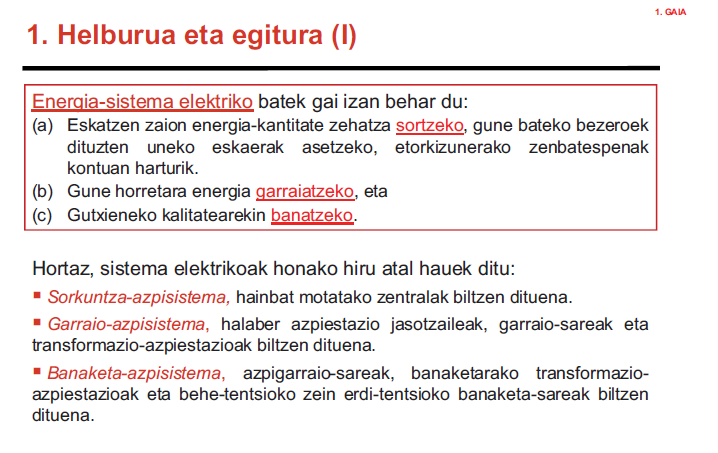 1. GAIA
1. Helburua eta egitura (I)
Energia-sistema elektriko batek gai izan behar du:
(a) Eskatzen zaion energia-kantitate zehatza sortzeko, gune bateko bezeroek
dituzten uneko eskaerak asetzeko, etorkizunerako zenbatespenak
kontuan harturik.
(b) Gune horretara energia garraiatzeko, eta
(c) Gutxieneko kalitatearekin banatzeko.
Hortaz, sistema elektrikoak honako hiru atal hauek ditu:
▪ Sorkuntza-azpisistema, hainbat motatako zentralak biltzen dituena.
▪ Garraio-azpisistema, halaber azpiestazio jasotzaileak, garraio-sareak eta
transformazio-azpiestazioak biltzen dituena.
▪ Banaketa-azpisistema, azpigarraio-sareak, banaketarako transformazio-
azpiestazioak eta behe-tentsioko zein erdi-tentsioko banaketa-sareak biltzen
dituena.